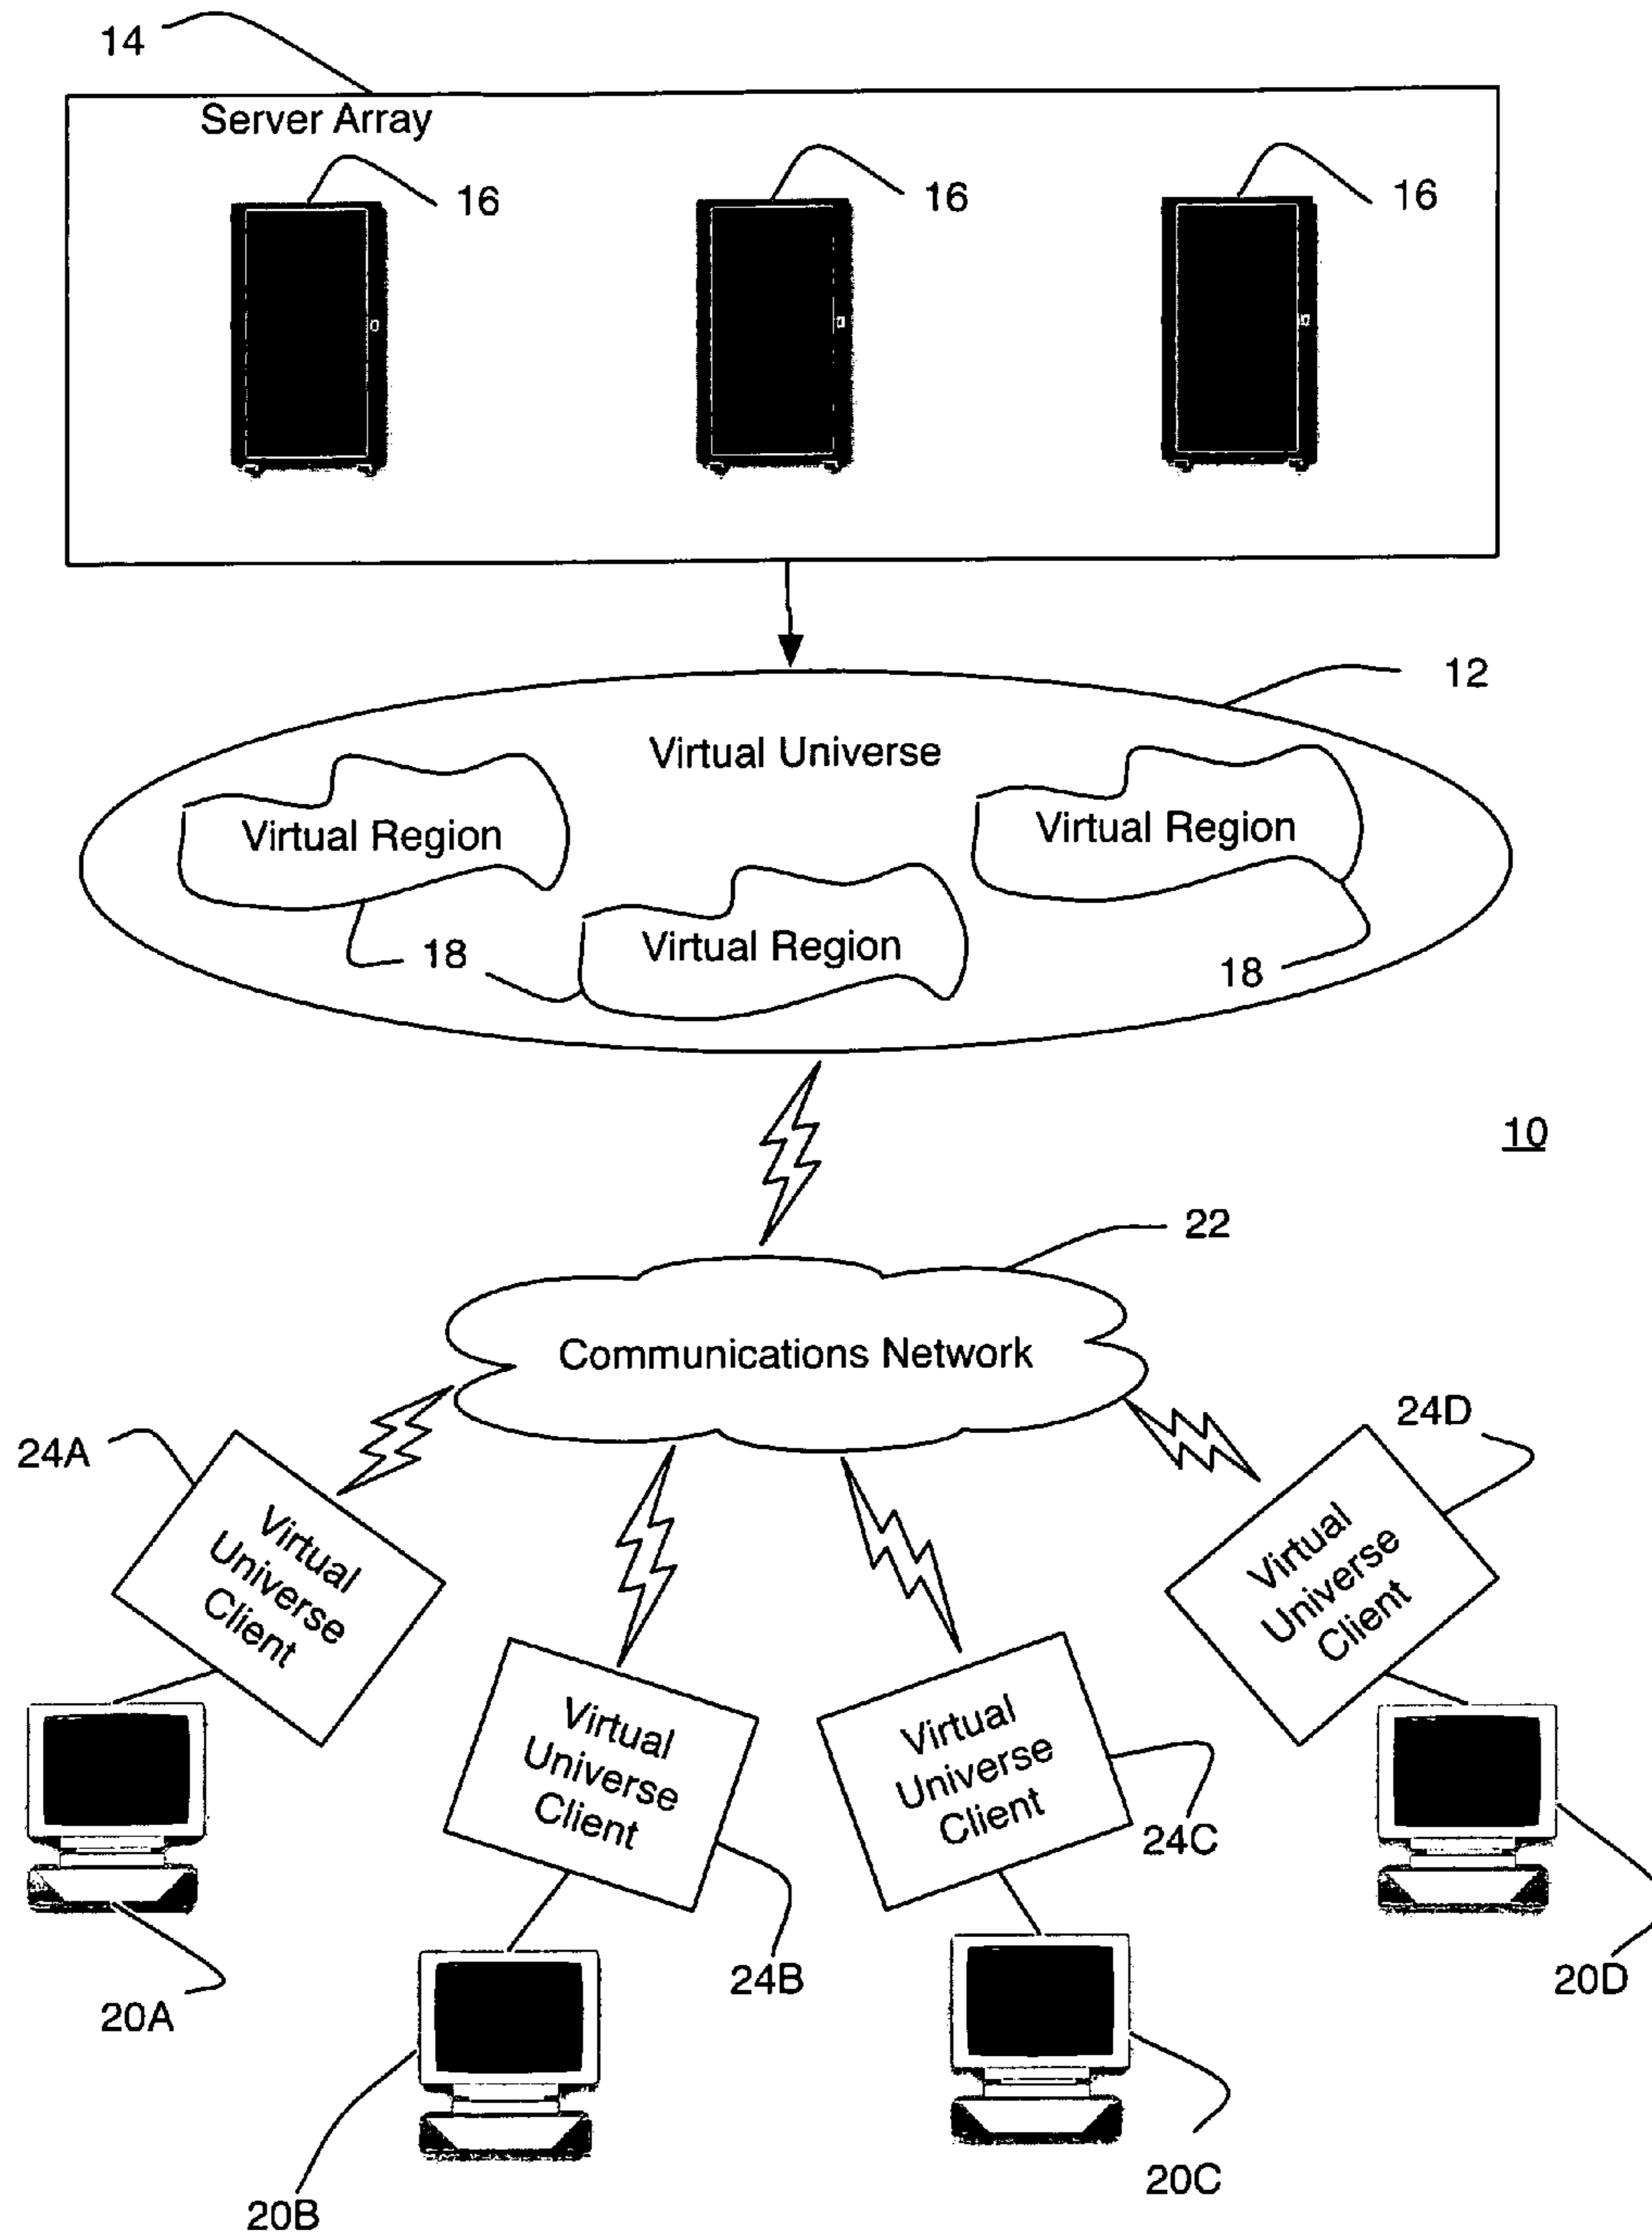 14
Server Array
16
16
16
12
Virtual Universe
Virtual Region
Virtual Region
Virtual Region
18
18
10
22
Communications Network
24A
24D
Virtual
Universe
Client
Virtual
Universe
Client
Virtual
Universe
Client
Virtual
Universe
Client
24C
24B
20D
20A
20C
20B